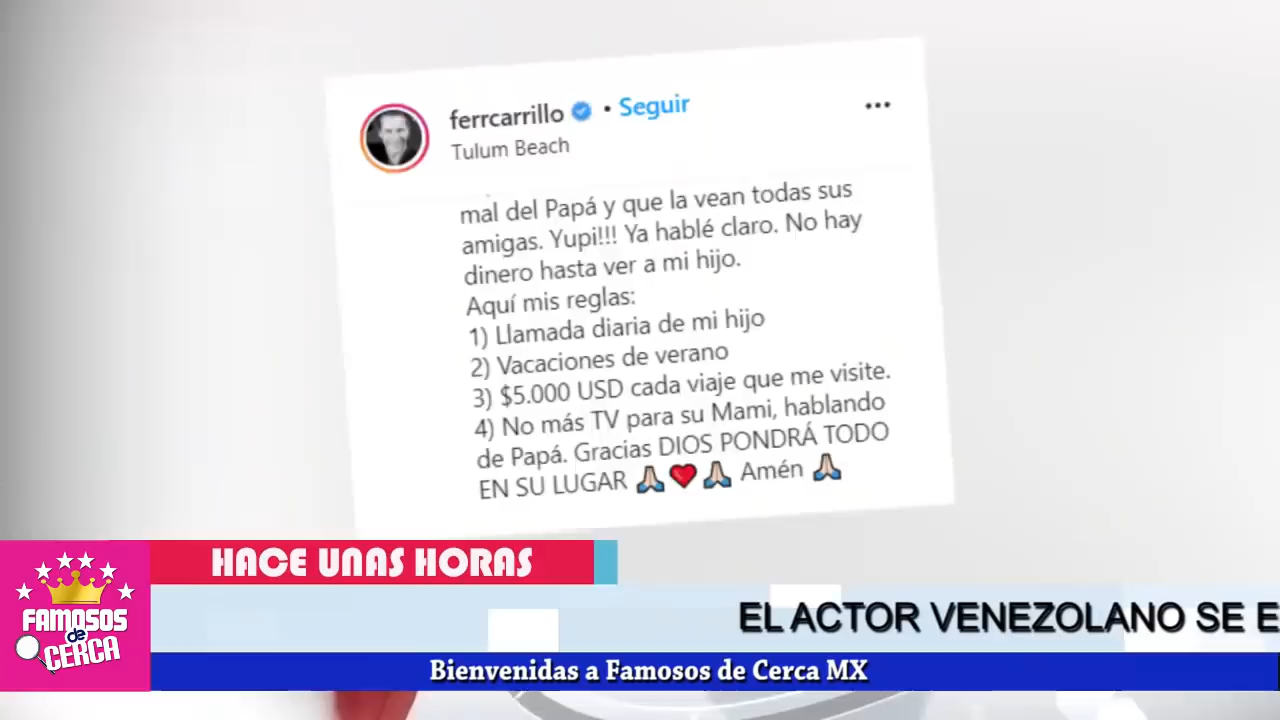 ferrcarrillo • Seguir
Tulum Beach
mal del Papá y que la vean todas sus
amigas. Yupi!!! Ya hablé claro. No hay
dinero hasta ver a mi hijo.
Aquí mis reglas:
1) Llamada diaria de mi hijo
2) Vacaciones de verano
3) $5.000 USD cada viaje que me visite.
4) No más TV para su Mami, hablando
de Papá. Gracias DIOS PONDRÁ TODO
EN SU LUGAR 🙏🏻❤️🙏🏻 Amén 🙏🏻
HACE UNAS HORAS
FAMOSOS
de
CERCA
EL ACTOR VENEZOLANO SE E
Bienvenidas a Famosos de Cerca MX